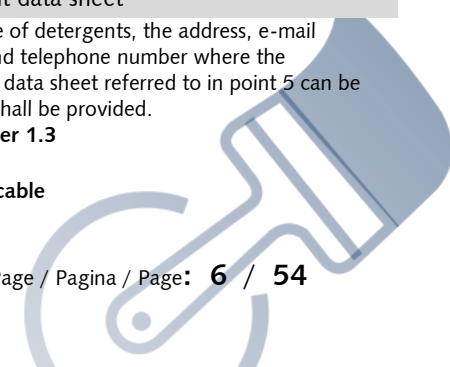 t data sheet
e of detergents, the address, e-mail
nd telephone number where the
data sheet referred to in point 5 can be
hall be provided.
er 1.3
cable
Page / Pagina / Page: 6 / 54